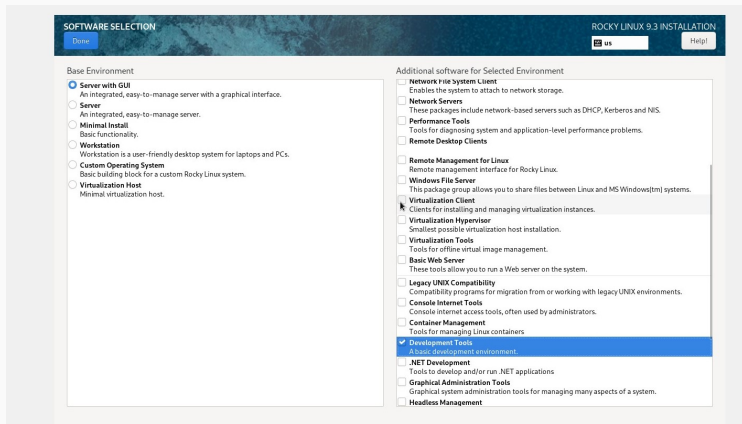 SOFTWARE SELECTION
ROCKY LINUX 9.3 INSTALLATION
Done
us
Help!
Base Environment
Server with GUI
An integrated, easy-to-manage server with a graphical interface.
Server
An integrated, easy-to-manage server.
Minimal Install
Basic functionality.
Workstation
Workstation is a user-friendly desktop system for laptops and PCs.
Custom Operating System
Basic building block for a custom Rocky Linux system.
Virtualization Host
Minimal virtualization host.
Additional software for Selected Environment
Network File System Client
Enables the system to attach to network storage.
Network Servers
These packages include network-based servers such as DHCP, Kerberos and NIS.
Performance Tools
Tools for diagnosing system and application-level performance problems.
Remote Desktop Clients
Remote Management for Linux
Remote management interface for Rocky Linux.
Windows File Server
This package group allows you to share files between Linux and MS Windows(tm) systems.
Virtualization Client
Clients for installing and managing virtualization instances.
Virtualization Hypervisor
Smallest possible virtualization host installation.
Virtualization Tools
Tools for offline virtual image management.
Basic Web Server
These tools allow you to run a Web server on the system.
Legacy UNIX Compatibility
Compatibility programs for migration from or working with legacy UNIX environments.
Console Internet Tools
Console internet access tools, often used by administrators.
Container Management
Tools for managing Linux containers
Development Tools
A basic development environment.
.NET Development
Tools to develop and/or run .NET applications
Graphical Administration Tools
Graphical system administration tools for managing many aspects of a system.
Headless Management